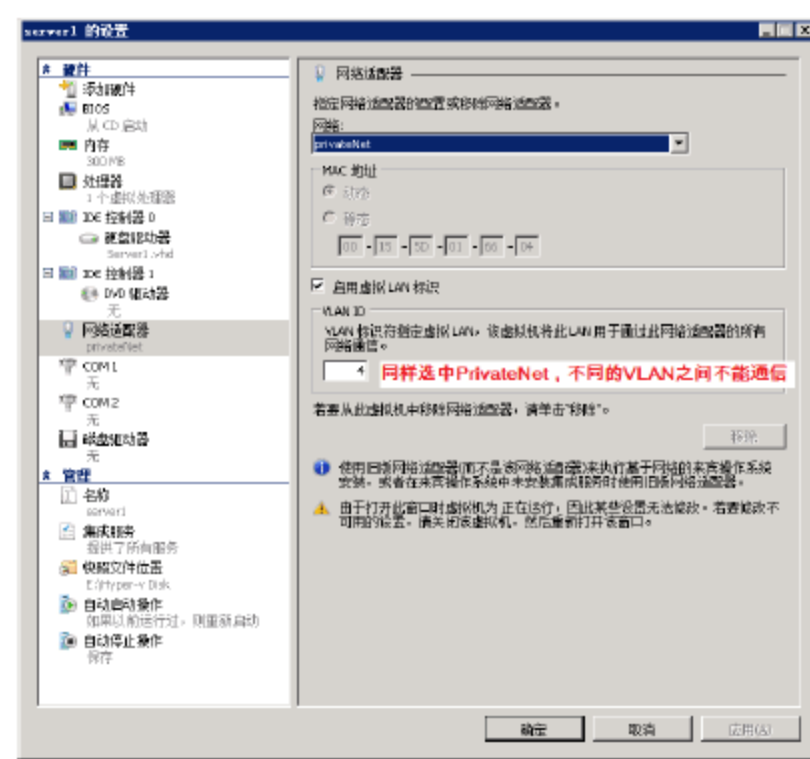 server1 的设置
硬件
添加硬件
BIOS
从 CD 启动
内存
300 MB
处理器
1 个虚拟处理器
IDE 控制器 0
硬盘驱动器
Server1.vhd
IDE 控制器 1
DVD 驱动器
无
网络适配器
privateNet
COM 1
无
COM 2
无
磁盘驱动器
无
管理
名称
server1
集成服务
提供了所有服务
快照文件位置
E:\Hyper-v Disk
自动启动操作
如果以前运行过，则重新启动
自动停止操作
保存
网络适配器
指定网络适配器的配置或移除网络适配器。
网络:
privateNet
MAC 地址
动态
静态
00 - 15 - 5D - 01 - 66 - 04
启用虚拟 LAN 标识
VLAN ID
VLAN 标识符指定虚拟 LAN，该虚拟机将此 LAN 用于通过此网络适配器的所有
网络通信。
4 同样选中PrivateNet，不同的VLAN之间不能通信
若要从此虚拟机中移除网络适配器，请单击“移除”。
移除
使用旧版网络适配器(而不是该网络适配器)来执行基于网络的来宾操作系统
安装，或者在来宾操作系统中未安装集成服务时使用旧版网络适配器。
由于打开此窗口时虚拟机为 正在运行，因此某些设置无法修改。若要修改不
可用的设置，请关闭该虚拟机，然后重新打开该窗口。
确定 取消 应用(A)